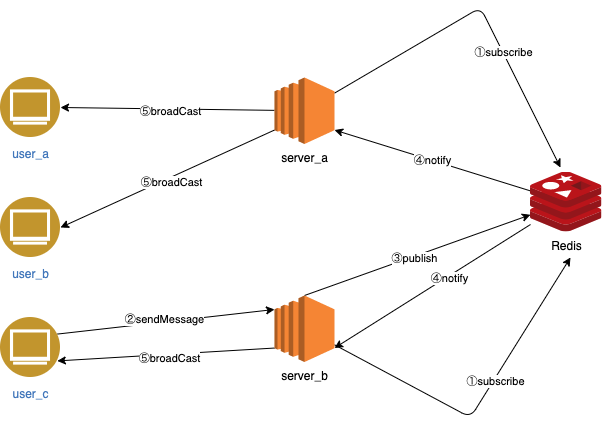 ①subscribe
⑤broadCast
user_a
server_a
④notify
⑤broadCast
user_b
Redis
③publish
④notify
②sendMessage
⑤broadCast
server_b
①subscribe
user_c